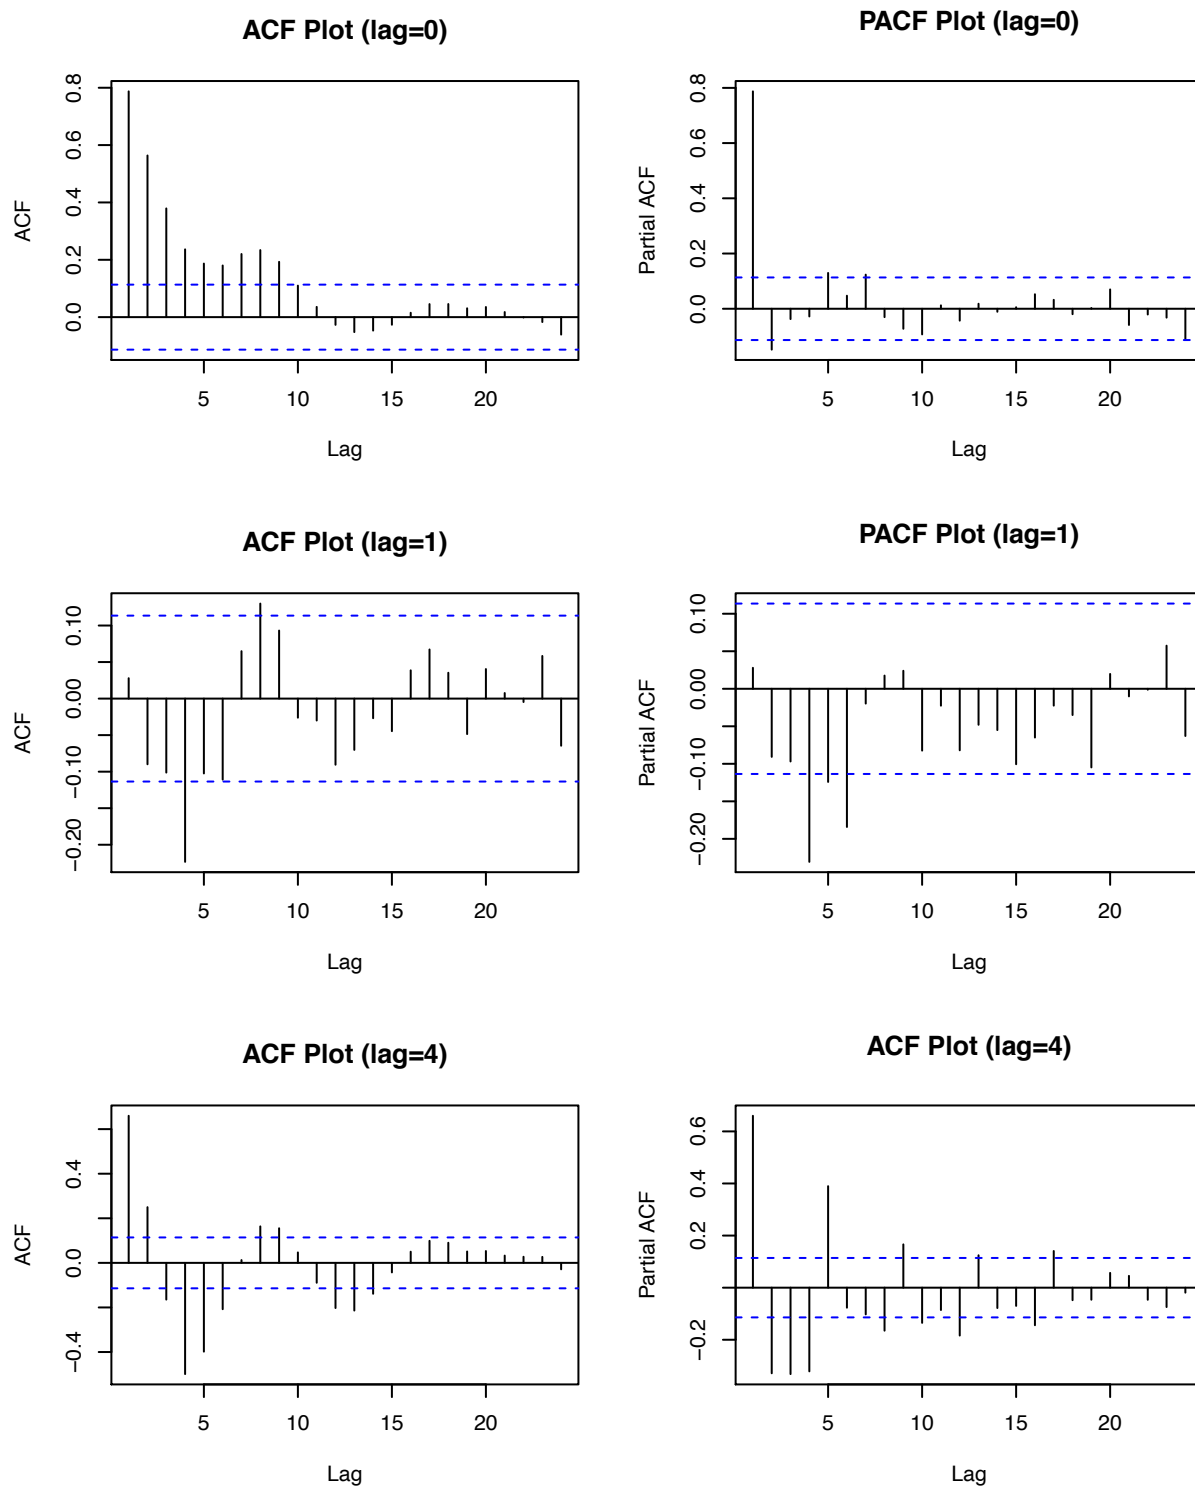 ACF Plot (lag=0)
ACF
0.0 0.2 0.4 0.6 0.8
5 10 15 20
Lag
PACF Plot (lag=0)
Partial ACF
0.0 0.2 0.4 0.6 0.8
5 10 15 20
Lag
ACF Plot (lag=1)
ACF
−0.20 −0.10 0.00 0.10
5 10 15 20
Lag
PACF Plot (lag=1)
Partial ACF
−0.20 −0.10 0.00 0.10
5 10 15 20
Lag
ACF Plot (lag=4)
ACF
−0.4 0.0 0.4
5 10 15 20
Lag
ACF Plot (lag=4)
Partial ACF
−0.2 0.2 0.4 0.6
5 10 15 20
Lag